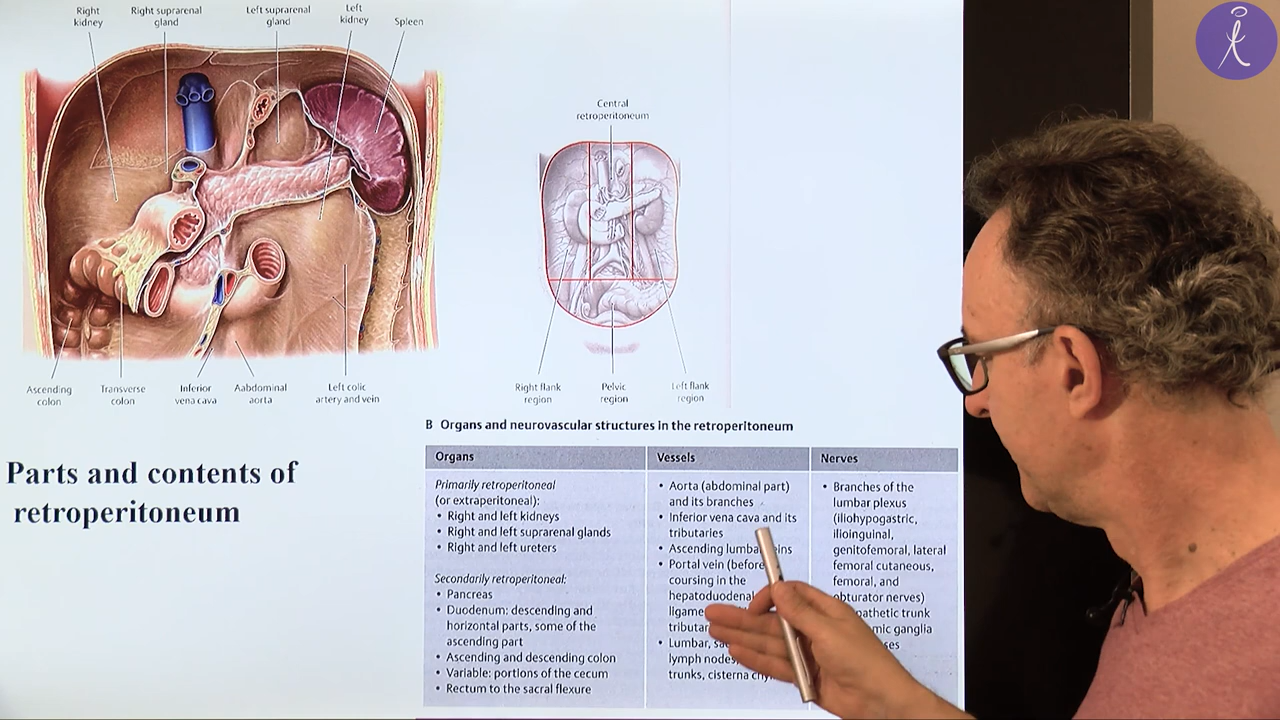 Right
kidney
Right suprarenal
gland
Left suprarenal
gland
Left
kidney
Spleen
Central
retroperitoneum
Ascending
colon
Transverse
colon
Inferior
vena cava
Aabdominal
aorta
Left colic
artery and vein
Right flank
region
Pelvic
region
Left flank
region
Parts and contents of
retroperitoneum
B Organs and neurovascular structures in the retroperitoneum
Organs
Primarily retroperitoneal
(or extraperitoneal):
• Right and left kidneys
• Right and left suprarenal glands
• Right and left ureters
Secondarily retroperitoneal:
• Pancreas
• Duodenum: descending and
horizontal parts, some of the
ascending part
• Ascending and descending colon
• Variable: portions of the cecum
• Rectum to the sacral flexure
Vessels
• Aorta (abdominal part)
and its branches
• Inferior vena cava and its
tributaries
• Ascending lumbar
• Portal vein (before
coursing in the
hepatoduodenal
• Lumbar,
lymph nodes,
trunks, cisterna
Nerves
• Branches of the
lumbar plexus
(iliohypogastric,
ilioinguinal,
genitofemoral, lateral
femoral cutaneous,
femoral, and
obturator nerves)
trunk
ganglia